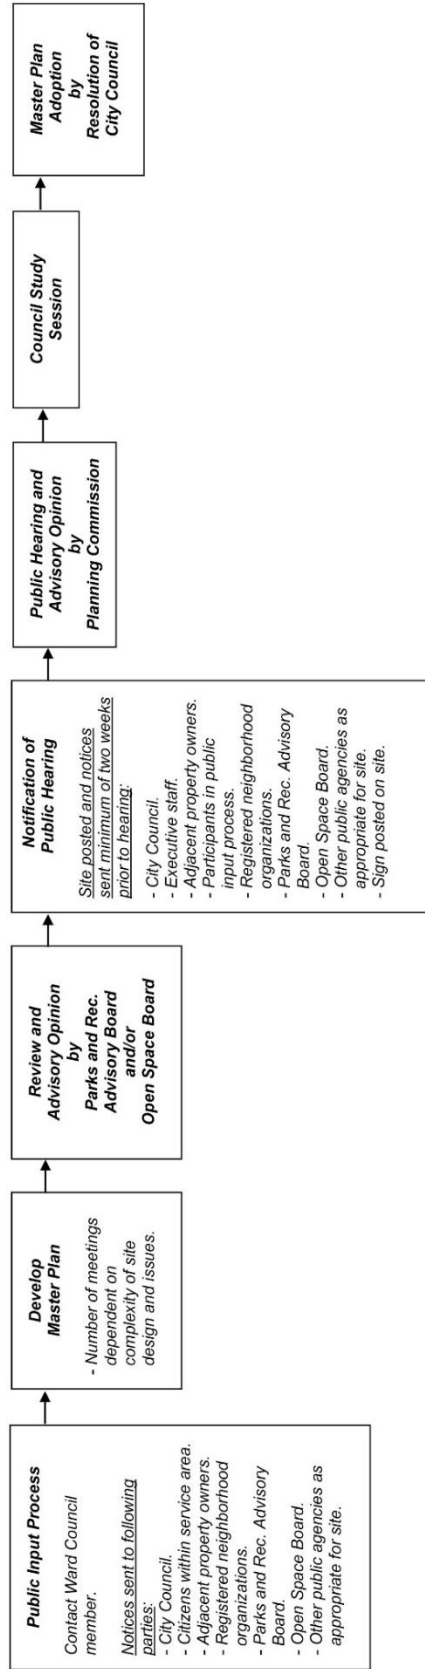 Public Input Process
Contact Ward Council
member.
Notices sent to following
parties:
- City Council.
- Citizens within service area.
- Adjacent property owners.
- Registered neighborhood
organizations.
- Parks and Rec. Advisory
Board.
- Open Space Board.
- Other public agencies as
appropriate for site.
Develop
Master Plan
- Number of meetings
dependent on
complexity of site
design and issues.
Review and
Advisory Opinion
by
Parks and Rec.
Advisory Board
and/or
Open Space Board
Notification of
Public Hearing
Site posted and notices
sent minimum of two weeks
prior to hearing:
- City Council.
- Executive staff.
- Adjacent property owners.
- Participants in public
input process.
- Registered neighborhood
organizations.
- Parks and Rec. Advisory
Board.
- Open Space Board.
- Other public agencies as
appropriate for site.
- Sign posted on site.
Public Hearing and
Advisory Opinion
by
Planning Commission
Council Study
Session
Master Plan
Adoption
by
Resolution of
City Council